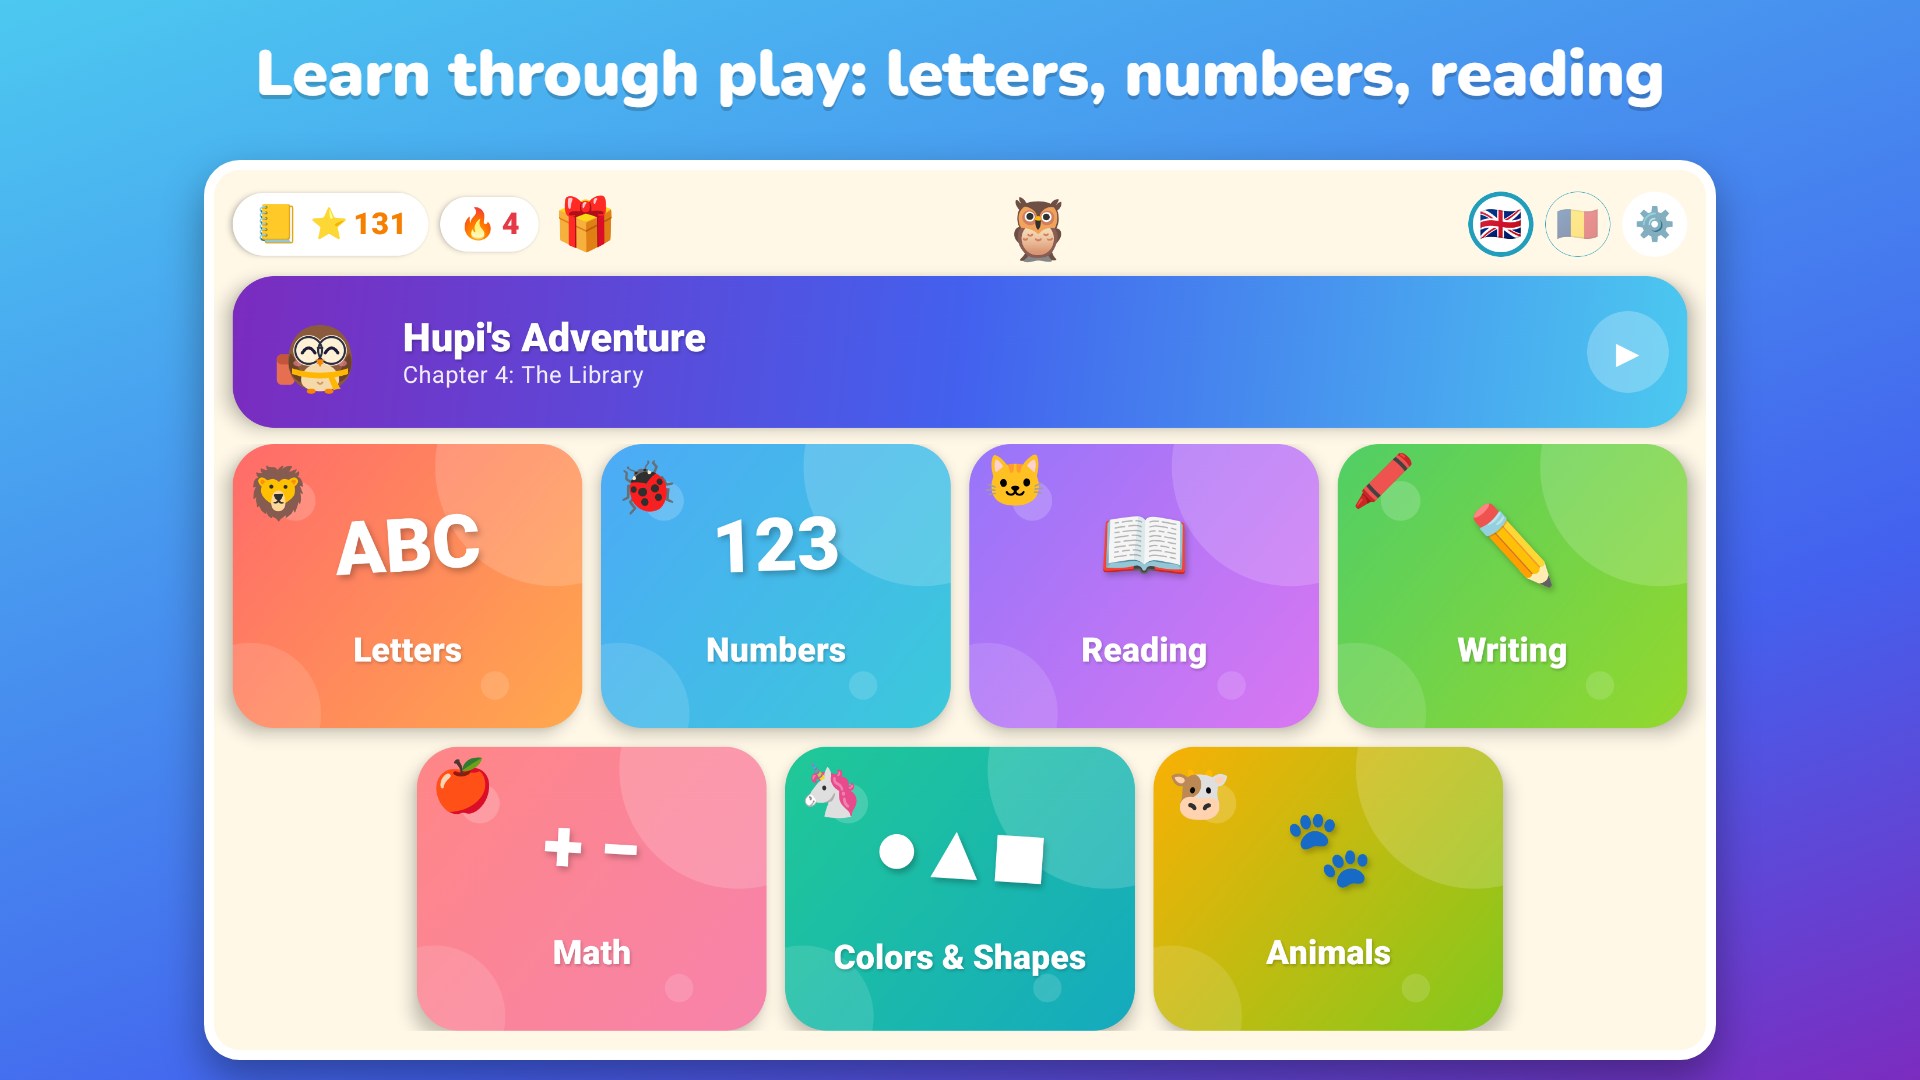 Learn through play: letters, numbers, reading
131
4
Hupi's Adventure
Chapter 4: The Library
ABC
123
Letters
Numbers
Reading
Writing
+ −
Math
Colors & Shapes
Animals